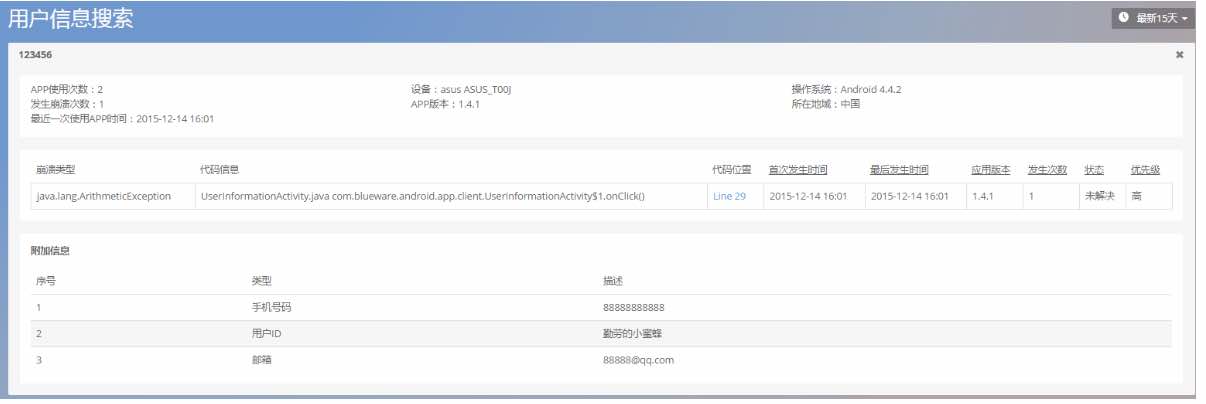 用户信息搜索
最新15天
123456
APP使用次数：2 设备：asus ASUS_T00J 操作系统：Android 4.4.2
发生崩溃次数：1 APP版本：1.4.1 所在地域：中国
最近一次使用APP时间：2015-12-14 16:01
崩溃类型 代码信息 代码位置 首次发生时间 最后发生时间 应用版本 发生次数 状态 优先级
java.lang.ArithmeticException UserInformationActivity.java com.blueware.android.app.client.UserInformationActivity$1.onClick() Line 29 2015-12-14 16:01 2015-12-14 16:01 1.4.1 1 未解决 高
附加信息
序号 类型 描述
1 手机号码 88888888888
2 用户ID 勤劳的小蜜蜂
3 邮箱 88888@qq.com